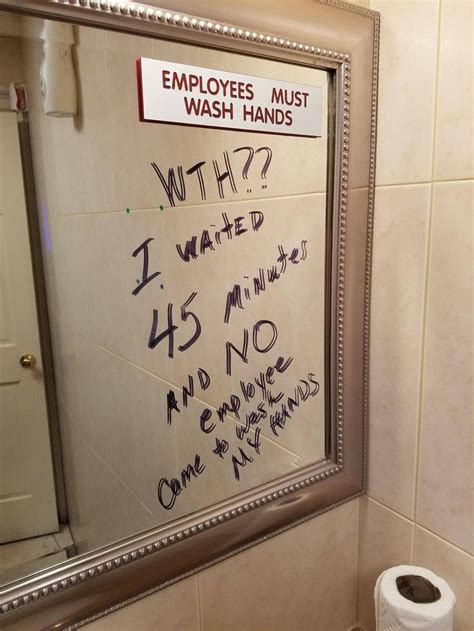 EMPLOYEES MUST
WASH HANDS
WTH??
I WAITED
45 MiNutes
AND NO
employee
Came to wash
MY HANDS